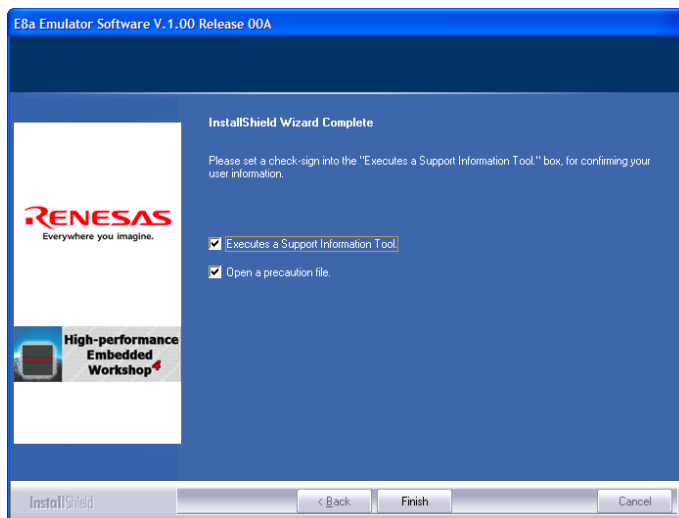 E8a Emulator Software V.1.00 Release 00A
InstallShield Wizard Complete
Please set a check-sign into the "Executes a Support Information Tool." box, for confirming your
user information.
RENESAS
Everywhere you imagine.
Executes a Support Information Tool.
Open a precaution file.
High-performance
Embedded
Workshop 4
InstallShield
< Back
Finish
Cancel